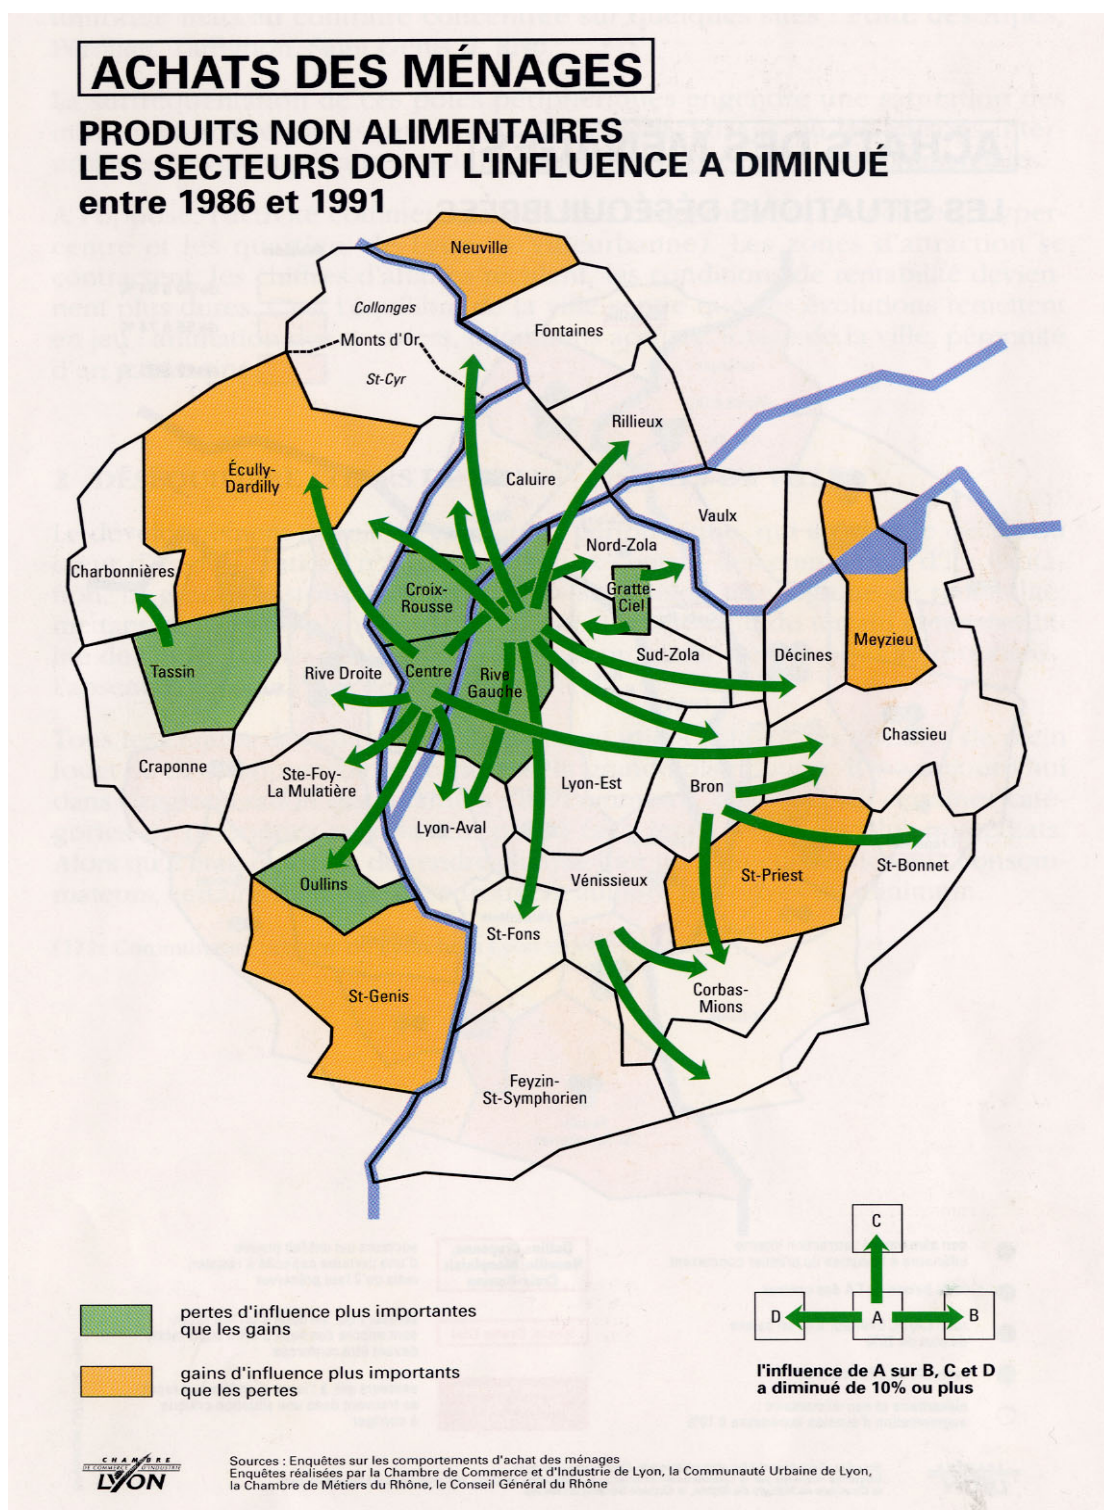 ACHATS DES MÉNAGES
PRODUITS NON ALIMENTAIRES
LES SECTEURS DONT L'INFLUENCE A DIMINUÉ
entre 1986 et 1991
Neuville
Collonges
Fontaines
Monts d'Or
St-Cyr
Rillieux
Écully-
Dardilly
Caluire
Vaulx
Nord-Zola
Charbonnières
Croix-
Rousse
Gratte-
Ciel
Meyzieu
Tassin
Rive Droite
Centre
Rive
Gauche
Sud-Zola
Décines
Chassieu
Craponne
Ste-Foy-
La Mulatière
Lyon-Est
Bron
Lyon-Aval
St-Bonnet
Oullins
Vénissieux
St-Priest
St-Fons
St-Genis
Corbas-
Mions
Feyzin-
St-Symphorien
C
D
A
B
pertes d'influence plus importantes
que les gains
gains d'influence plus importants
que les pertes
l'influence de A sur B, C et D
a diminué de 10% ou plus
CHAMBRE
DE COMMERCE ET D'INDUSTRIE
LYON
Sources : Enquêtes sur les comportements d'achat des ménages
Enquêtes réalisées par la Chambre de Commerce et d'Industrie de Lyon, la Communauté Urbaine de Lyon,
la Chambre de Métiers du Rhône, le Conseil Général du Rhône